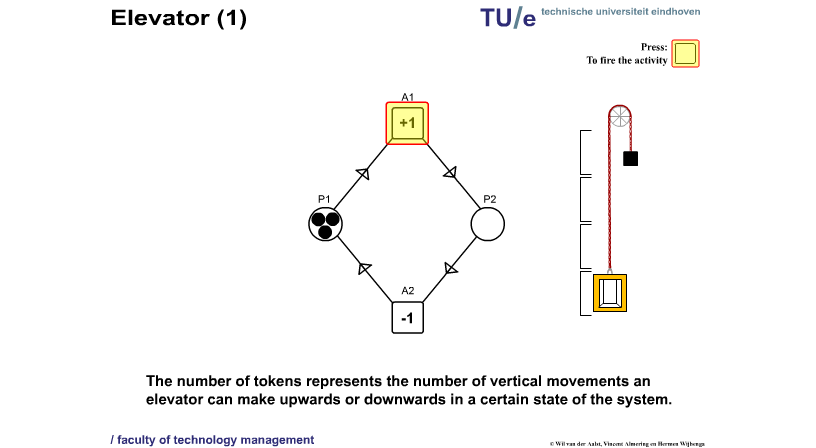 Elevator (1)
TU/e technische universiteit eindhoven
Press:
To fire the activity
A1
+1
P1
P2
A2
-1
The number of tokens represents the number of vertical movements an
elevator can make upwards or downwards in a certain state of the system.
/ faculty of technology management
© Wil van der Aalst, Vincent Almering en Hermen Wijbenga